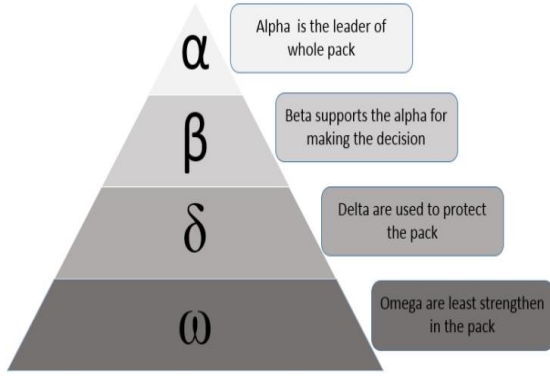 α
Alpha is the leader of
whole pack
β
Beta supports the alpha for
making the decision
δ
Delta are used to protect
the pack
ω
Omega are least strengthen
in the pack